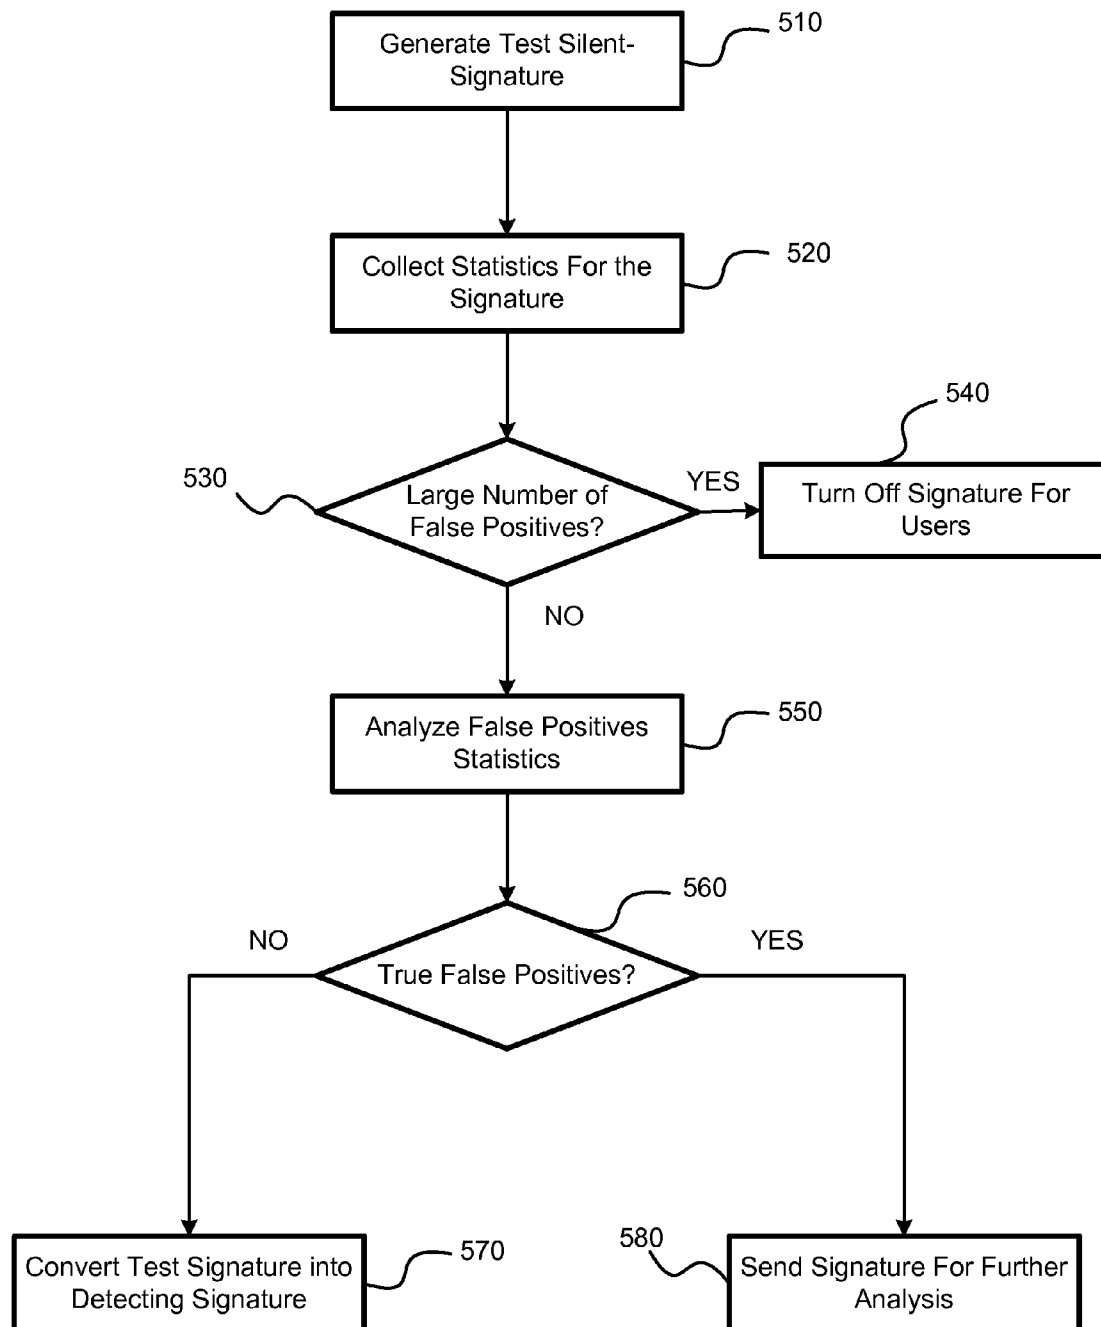 510
Generate Test Silent-
Signature
520
Collect Statistics For the
Signature
540
530
Large Number of
False Positives?
YES
Turn Off Signature For
Users
NO
550
Analyze False Positives
Statistics
560
NO
YES
True False Positives?
570
Convert Test Signature into
Detecting Signature
580
Send Signature For Further
Analysis